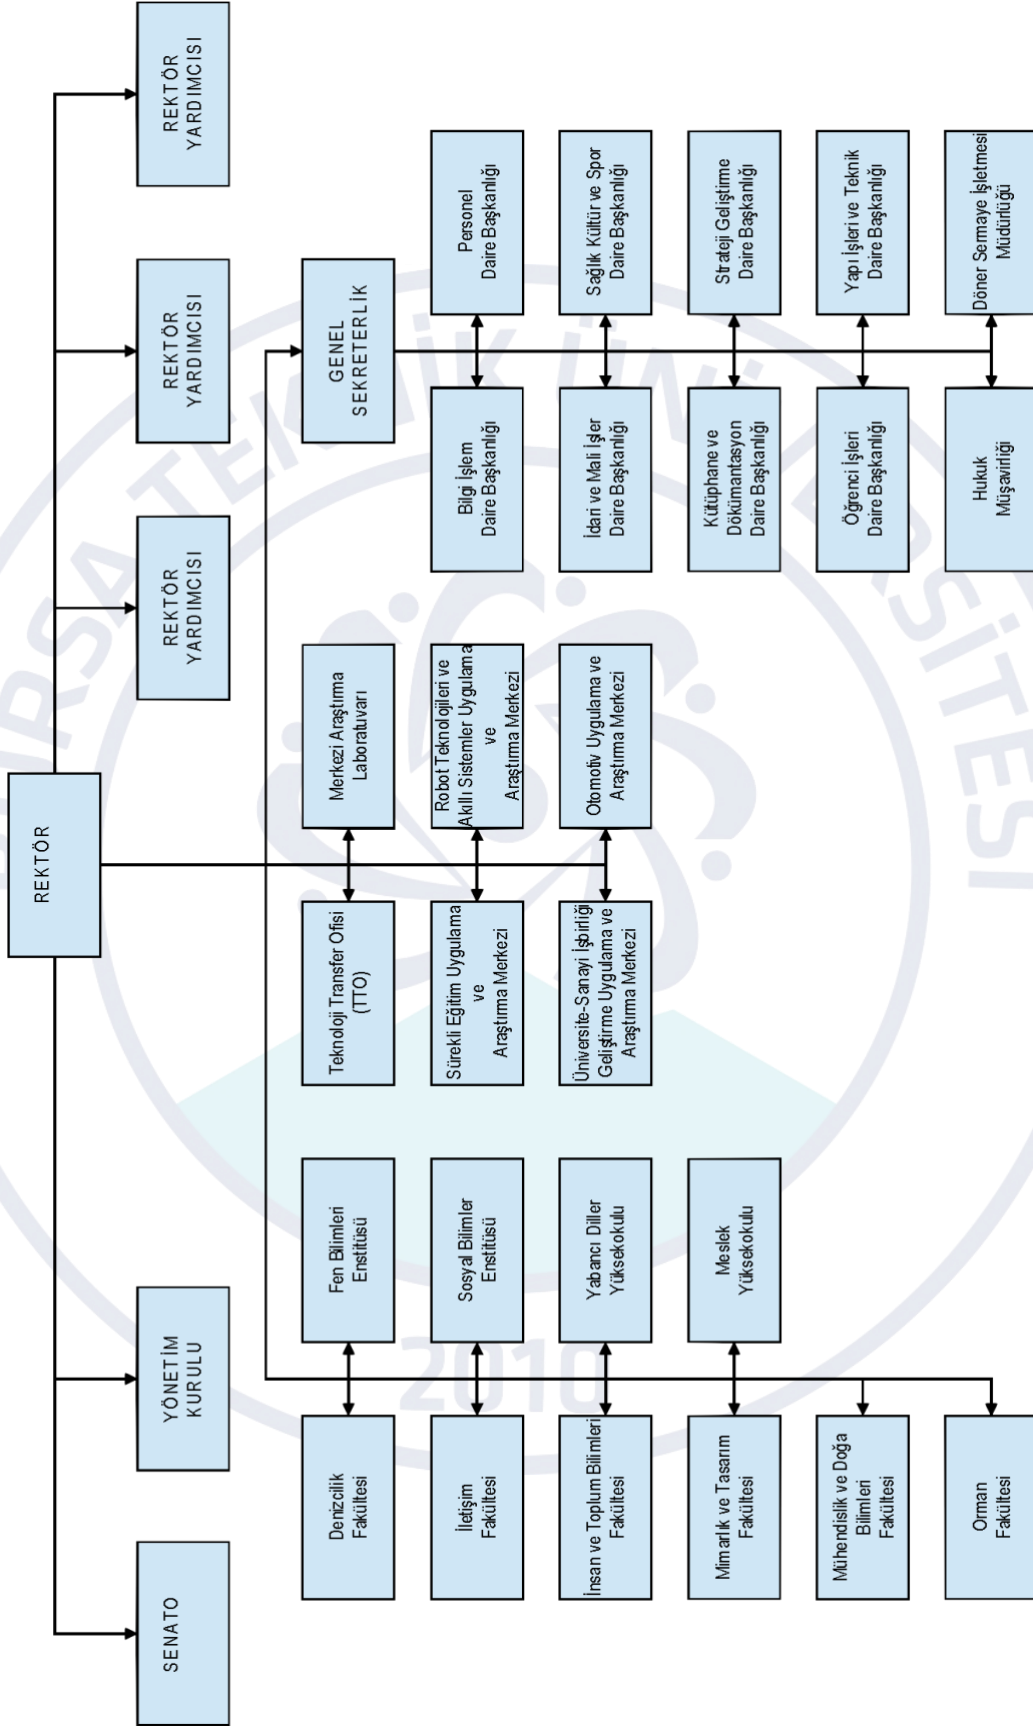 REKTÖR
SENATO
YÖNETİM
KURULU
REKTÖR
YARDIMCISI
REKTÖR
YARDIMCISI
REKTÖR
YARDIMCISI
Denizcilik
Fakültesi
Fen Bilimleri
Enstitüsü
Teknoloji Transfer Ofisi
(TTO)
Merkezi Araştırma
Laboratuvarı
GENEL
SEKRETERLİK
İletişim
Fakültesi
Sosyal Bilimler
Enstitüsü
Sürekli Eğitim Uygulama
ve
Araştırma Merkezi
Robot Teknolojileri ve
Akıllı Sistemler Uygulama
ve
Araştırma Merkezi
Bilgi İşlem
Daire Başkanlığı
Personel
Daire Başkanlığı
İnsan ve Toplum Bilimleri
Fakültesi
Yabancı Diller
Yüksekokulu
Üniversite-Sanayi İşbirliği
Geliştirme Uygulama ve
Araştırma Merkezi
Otomotiv Uygulama ve
Araştırma Merkezi
İdari ve Mali İşler
Daire Başkanlığı
Sağlık Kültür ve Spor
Daire Başkanlığı
Mimarlık ve Tasarım
Fakültesi
Meslek
Yüksekokulu
Kütüphane ve
Dökümantasyon
Daire Başkanlığı
Strateji Geliştirme
Daire Başkanlığı
Mühendislik ve Doğa
Bilimleri
Fakültesi
Öğrenci İşleri
Daire Başkanlığı
Yapı İşleri ve Teknik
Daire Başkanlığı
Orman
Fakültesi
Hukuk
Müşavirliği
Döner Sermaye İşletmesi
Müdürlüğü
BURSA TEKNİK ÜNİVERSİTESİ
2010